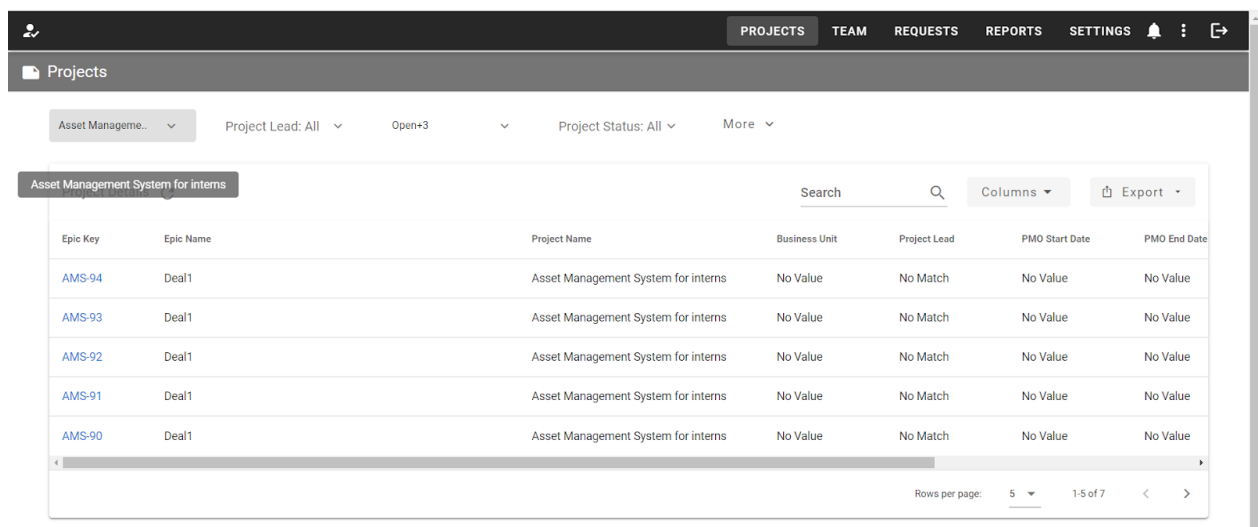 PROJECTS TEAM REQUESTS REPORTS SETTINGS
Projects
Asset Manageme.. Project Lead: All Open+3 Project Status: All More
Asset Management System for interns
Project Details
Search Columns Export
Epic Key Epic Name Project Name Business Unit Project Lead PMO Start Date PMO End Date
AMS-94 Deal1 Asset Management System for interns No Value No Match No Value No Value
AMS-93 Deal1 Asset Management System for interns No Value No Match No Value No Value
AMS-92 Deal1 Asset Management System for interns No Value No Match No Value No Value
AMS-91 Deal1 Asset Management System for interns No Value No Match No Value No Value
AMS-90 Deal1 Asset Management System for interns No Value No Match No Value No Value
Rows per page: 5 1-5 of 7